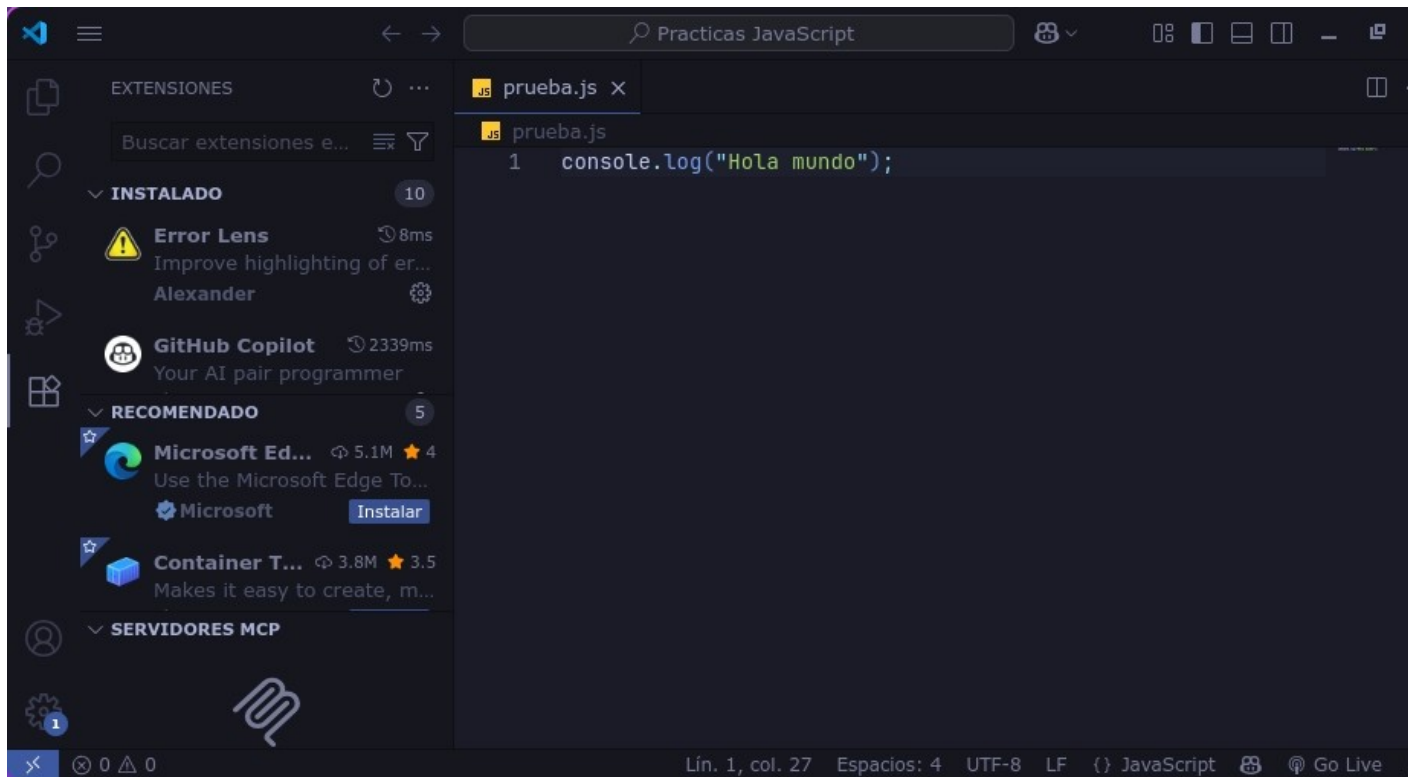 Practicas JavaScript
EXTENSIONES
Buscar extensiones e...
INSTALADO 10
Error Lens 8ms
Improve highlighting of er...
Alexander
GitHub Copilot 2339ms
Your AI pair programmer
RECOMENDADO 5
Microsoft Ed... 5.1M 4
Use the Microsoft Edge To...
Microsoft Instalar
Container T... 3.8M 3.5
Makes it easy to create, m...
SERVIDORES MCP
1
JS prueba.js
JS prueba.js
1 console.log("Hola mundo");
0 0 Lín. 1, col. 27 Espacios: 4 UTF-8 LF {} JavaScript Go Live